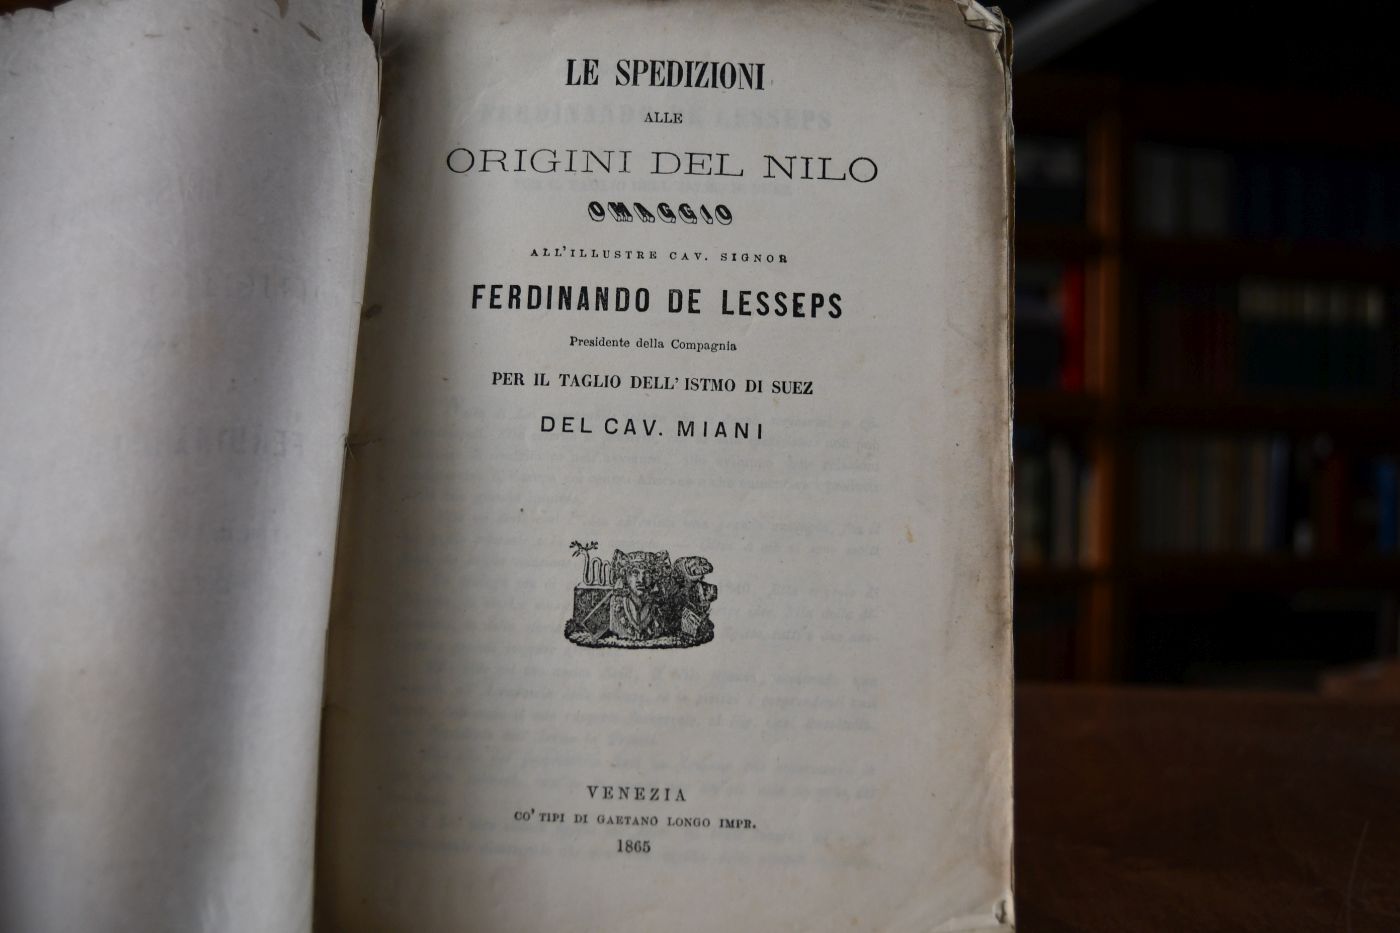 LE SPEDIZIONI
ALLE
ORIGINI DEL NILO
OMAGGIO
ALL'ILLUSTRE CAV. SIGNOR
FERDINANDO DE LESSEPS
Presidente della Compagnia
PER IL TAGLIO DELL' ISTMO DI SUEZ
DEL CAV. MIANI
VENEZIA
CO' TIPI DI GAETANO LONGO IMPR.
1865